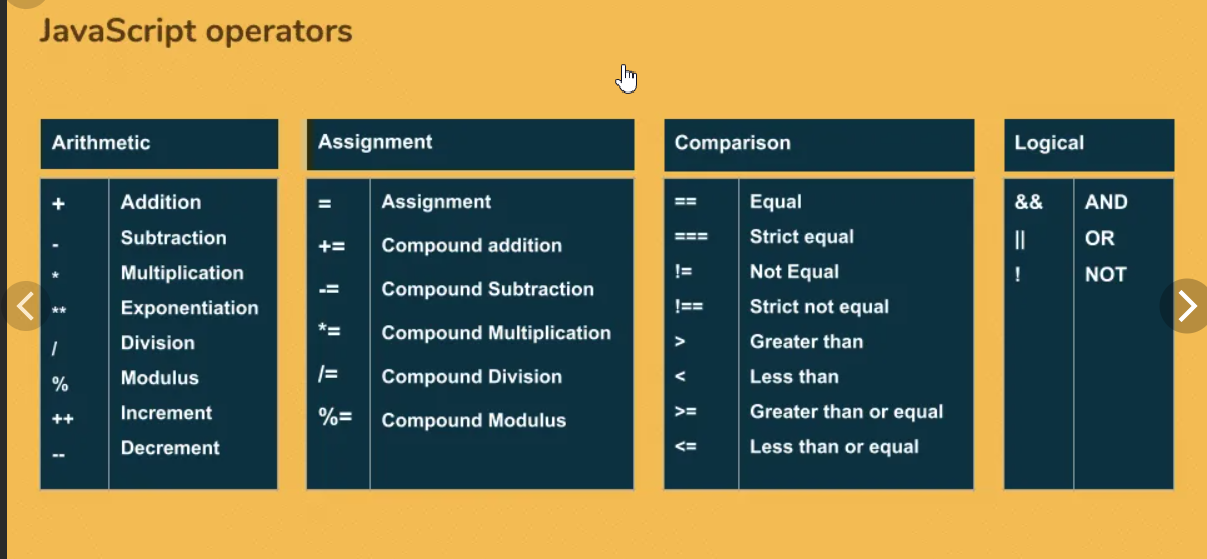 JavaScript operators
Arithmetic
+ Addition
- Subtraction
* Multiplication
** Exponentiation
/ Division
% Modulus
++ Increment
-- Decrement
Assignment
= Assignment
+= Compound addition
-= Compound Subtraction
*= Compound Multiplication
/= Compound Division
%= Compound Modulus
Comparison
== Equal
=== Strict equal
!= Not Equal
!== Strict not equal
> Greater than
< Less than
>= Greater than or equal
<= Less than or equal
Logical
&& AND
|| OR
! NOT